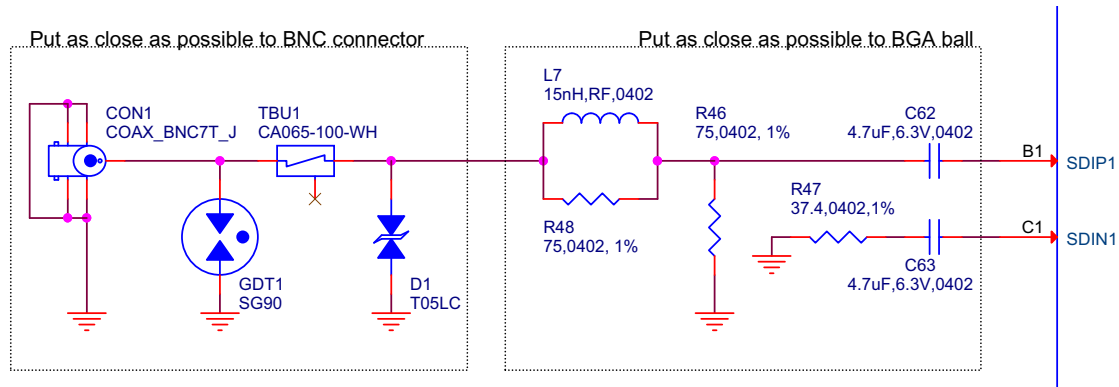 Put as close as possible to BNC connector
Put as close as possible to BGA ball
L7
15nH,RF,0402
CON1
COAX_BNC7T_J
TBU1
CA065-100-WH
R46
75,0402, 1%
C62
4.7uF,6.3V,0402
B1
SDIP1
R47
37.4,0402,1%
R48
75,0402, 1%
C1
SDIN1
C63
4.7uF,6.3V,0402
GDT1
SG90
D1
T05LC